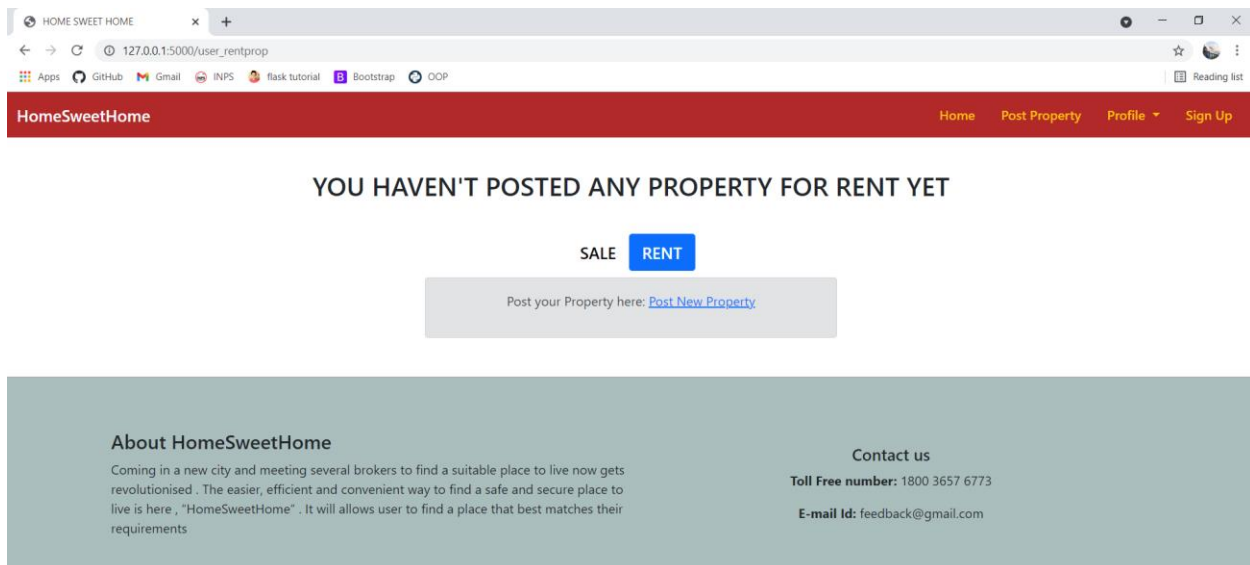 HOME SWEET HOME
127.0.0.1:5000/user_rentprop
Apps GitHub Gmail INPS flask tutorial B Bootstrap OOP Reading list
HomeSweetHome Home Post Property Profile Sign Up
YOU HAVEN'T POSTED ANY PROPERTY FOR RENT YET
SALE RENT
Post your Property here: Post New Property
About HomeSweetHome
Coming in a new city and meeting several brokers to find a suitable place to live now gets
revolutionised . The easier, efficient and convenient way to find a safe and secure place to
live is here , "HomeSweetHome" . It will allows user to find a place that best matches their
requirements
Contact us
Toll Free number: 1800 3657 6773
E-mail Id: feedback@gmail.com